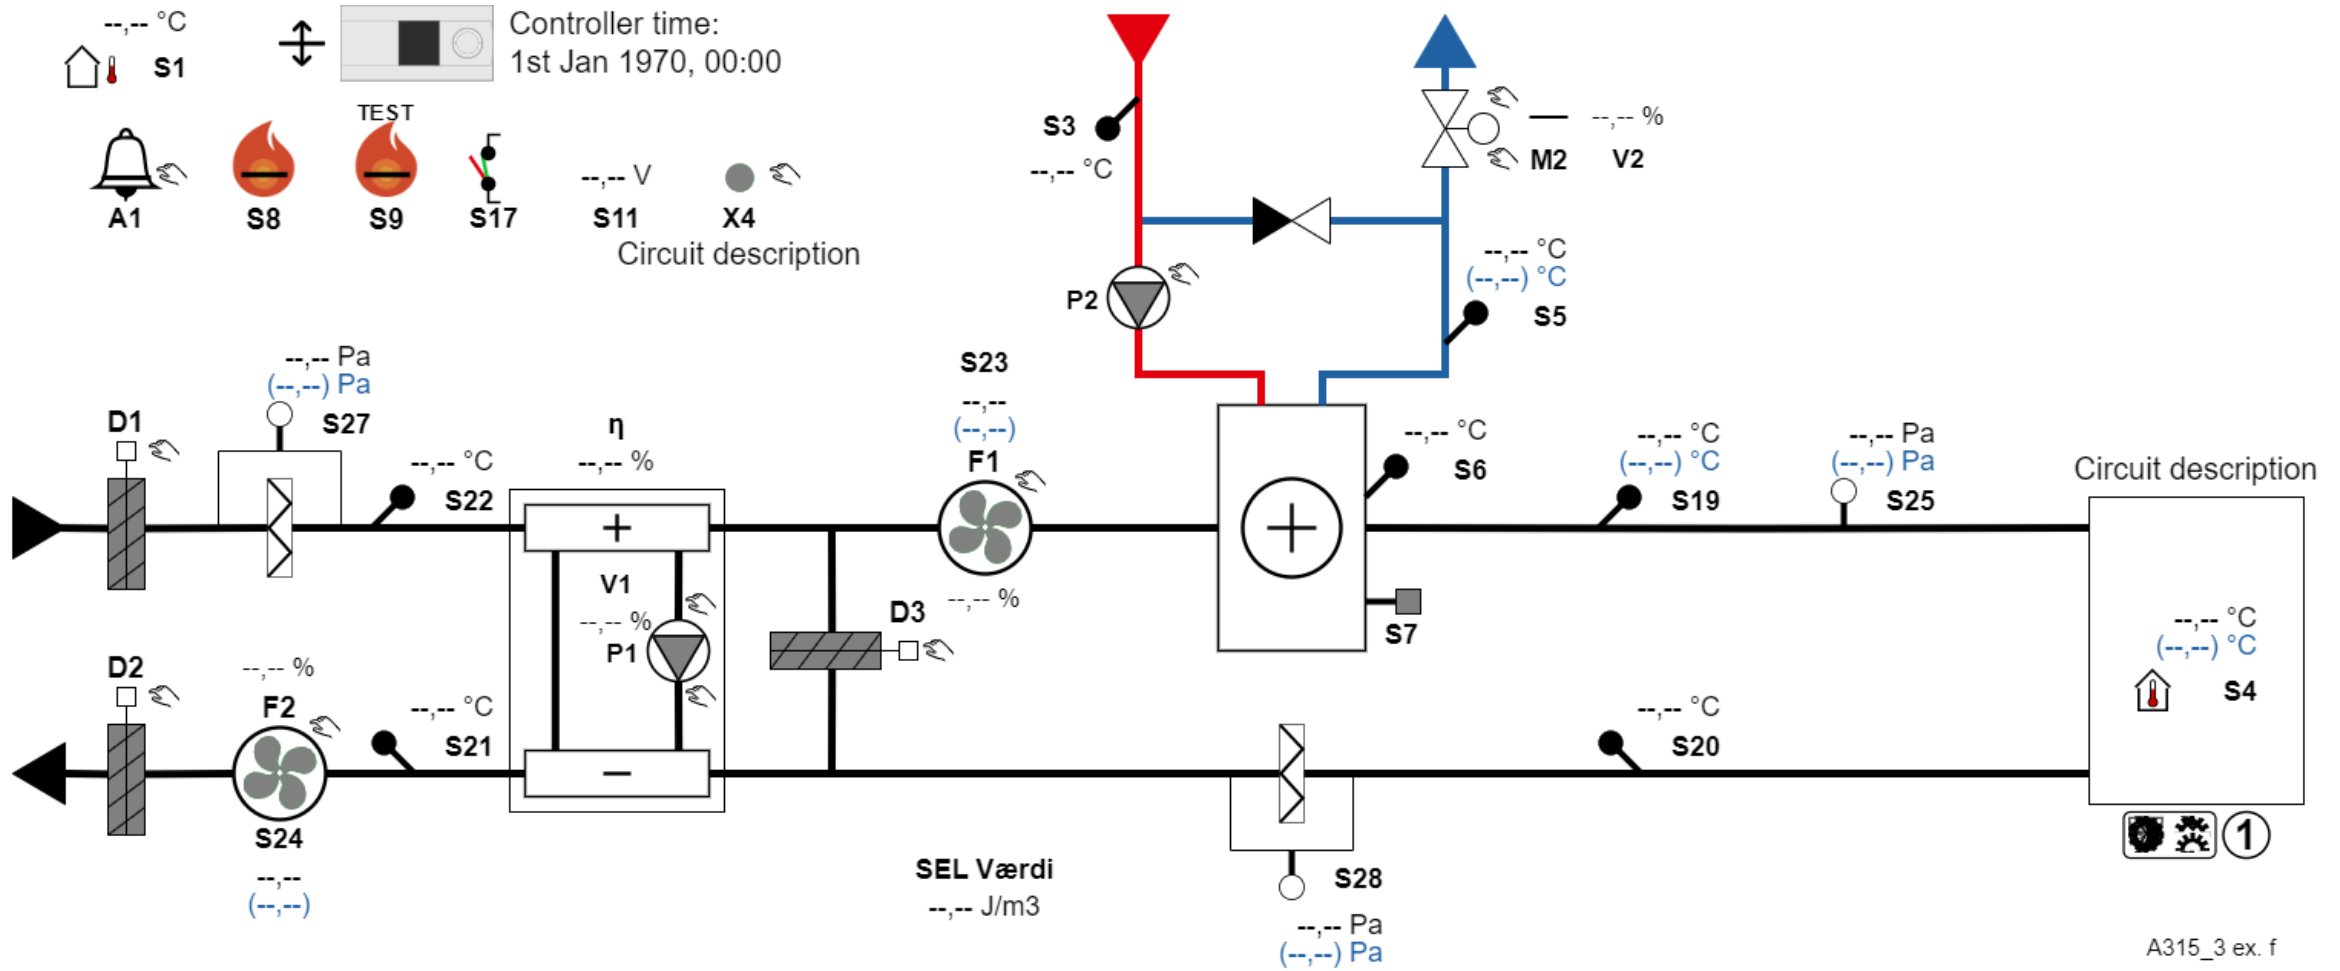 --,-- °C
S1
Controller time:
1st Jan 1970, 00:00
TEST
A1
S8
S9
S17
--,-- V
S11
X4
Circuit description
S3
--,-- °C
--,-- %
M2
V2
P2
--,-- °C
(--,--) °C
S5
--,-- Pa
(--,--) Pa
S27
D1
--,-- °C
S22
η
--,-- %
S23
--,--
(--,--)
F1
--,-- %
--,-- °C
S6
--,-- °C
(--,--) °C
S19
--,-- Pa
(--,--) Pa
S25
Circuit description
V1
--,-- %
P1
D3
S7
--,-- °C
(--,--) °C
S4
D2
--,-- %
F2
S24
--,--
(--,--)
--,-- °C
S21
--,-- °C
S20
SEL Værdi
--,-- J/m3
S28
--,-- Pa
(--,--) Pa
1
A315_3 ex. f